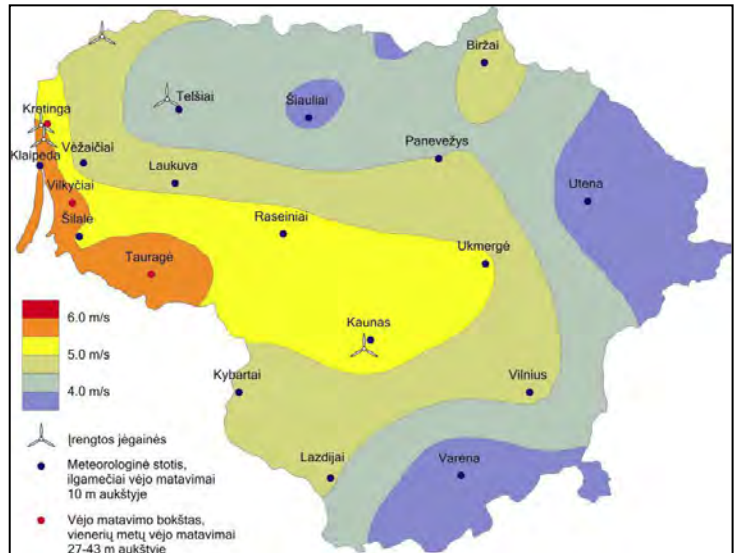 Biržai
Telšiai
Šiauliai
Kretinga
Panevėžys
Klaipėda
Vėžaičiai
Laukuva
Vilkyčiai
Utena
Šilalė
Raseiniai
Ukmergė
Tauragė
6.0 m/s
5.0 m/s
4.0 m/s
Kaunas
Kybartai
Vilnius
Lazdijai
Varėna
Įrengtos jėgainės
Meteorologinė stotis,
ilgamečiai vėjo matavimai
10 m aukštyje
Vėjo matavimo bokštas,
vienerių metų vėjo matavimai
27-43 m aukštyje